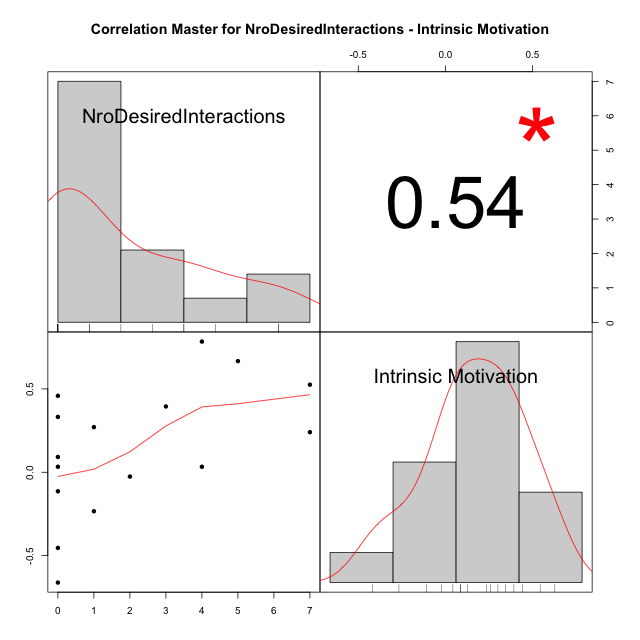 Correlation Master for NroDesiredInteractions - Intrinsic Motivation
-0.5 0.0 0.5
NroDesiredInteractions
*
0.54
7
6
5
4
3
2
1
0
Intrinsic Motivation
0.5
0.0
-0.5
0 1 2 3 4 5 6 7